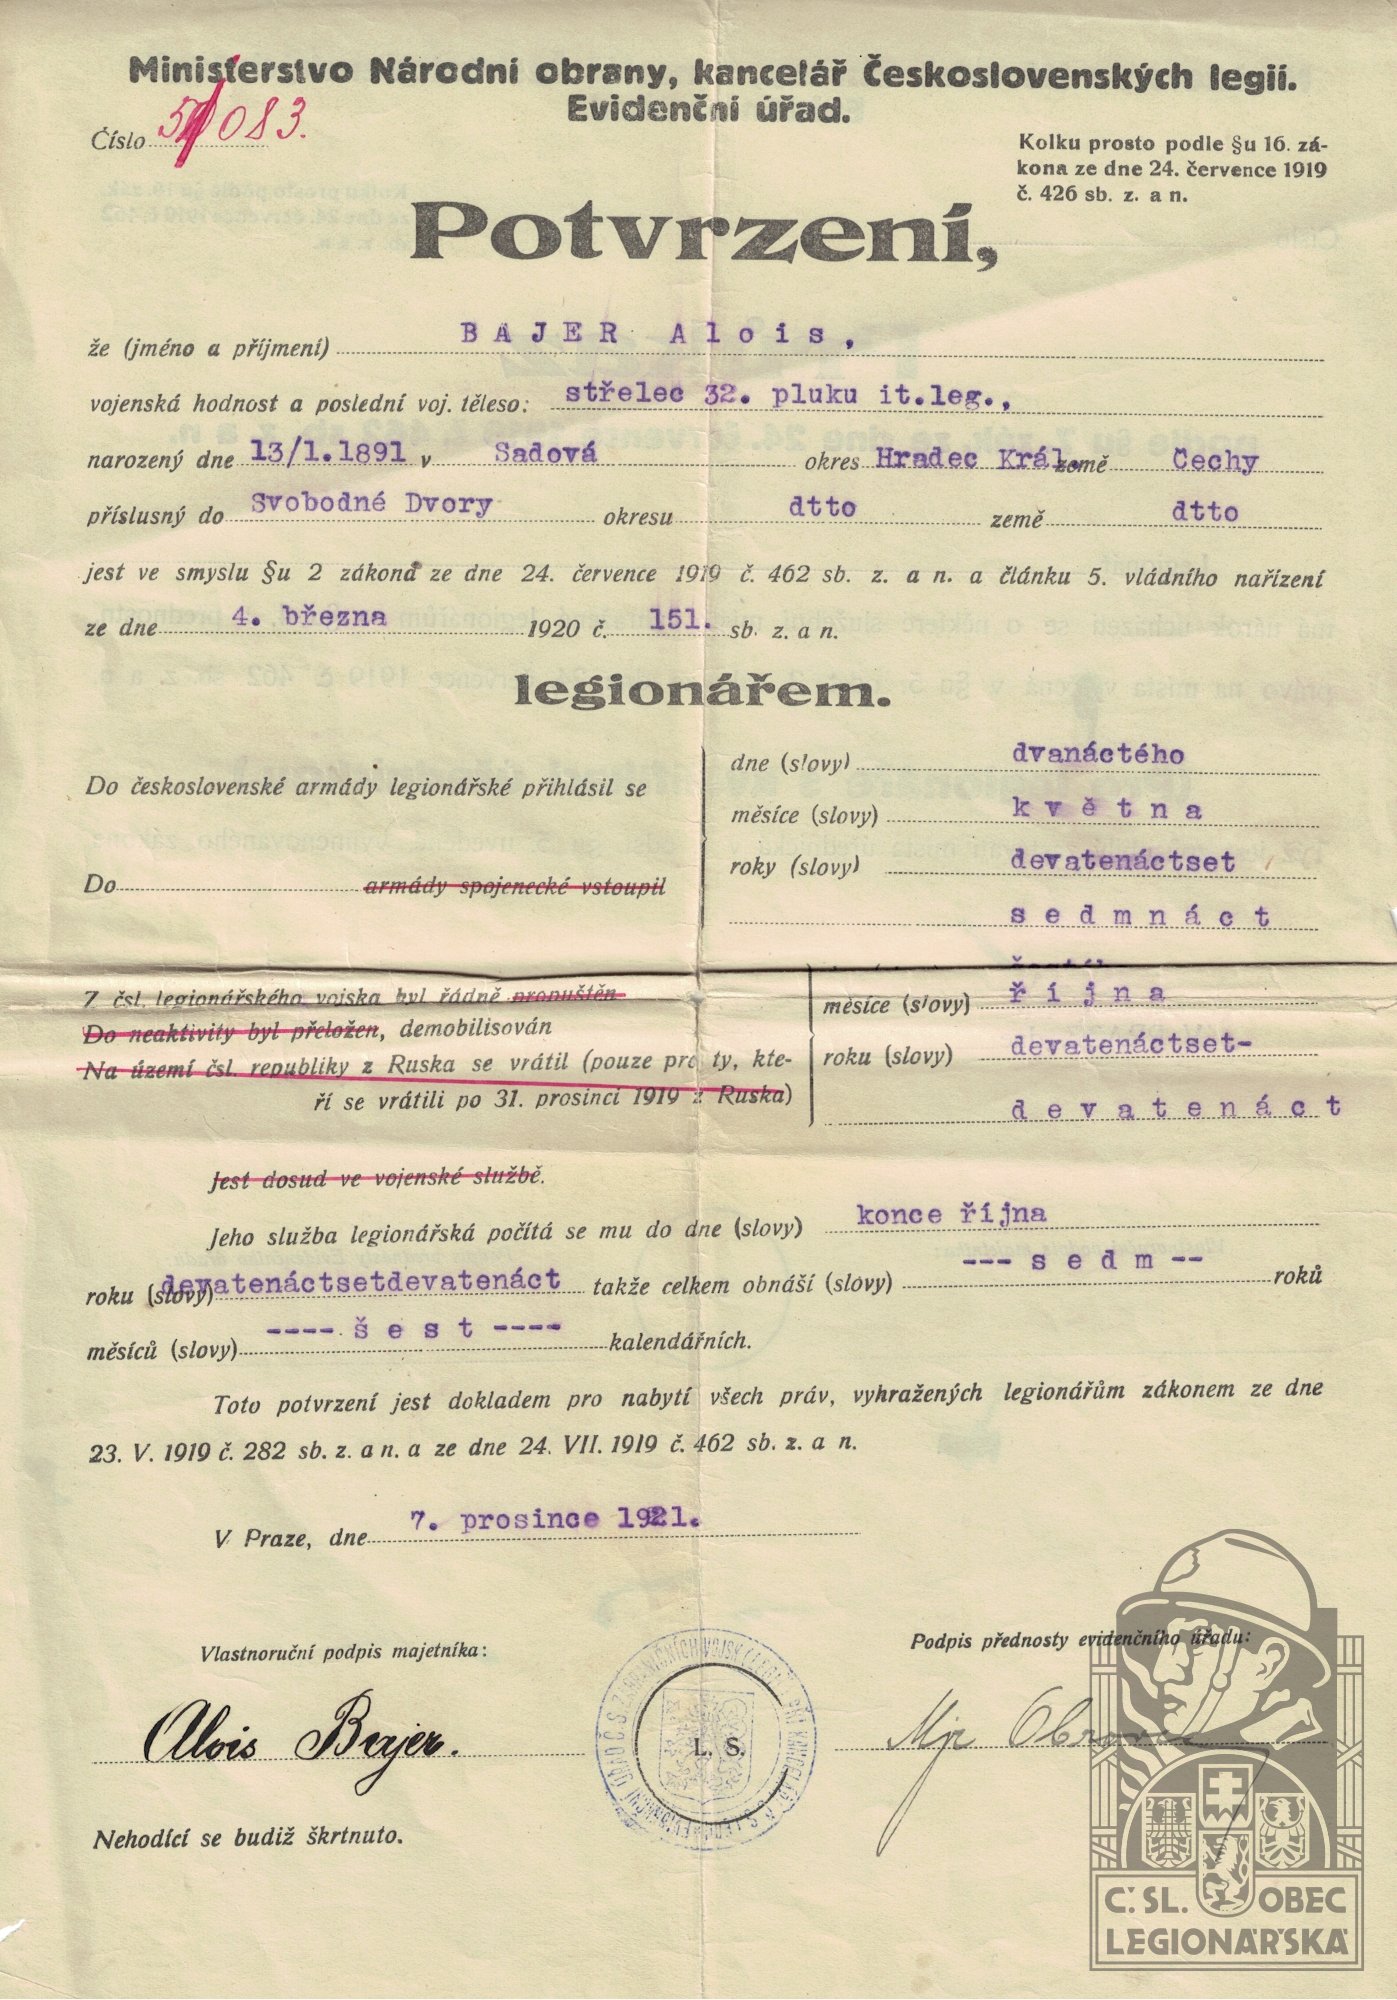 Ministerstvo Národní obrany, kancelář Československých legií.
Evidenční úřad.
Číslo 083.
Kolku prosto podle §u 16. zá-
kona ze dne 24. července 1919
č. 426 sb. z. a n.
Potvrzení,
že (jméno a příjmení) BAJER Alois,
vojenská hodnost a poslední voj. těleso: střelec 32. pluku it.leg.,
narozený dne 13/1.1891 v Sadová okres Hradec Král. země Čechy
příslusný do Svobodné Dvory okresu dtto země dtto
jest ve smyslu §u 2 zákona ze dne 24. července 1919 č. 462 sb. z. a n. a článku 5. vládního nařízení
ze dne 4. března 1920 č. 151. sb. z. a n.
legionářem.
Do československé armády legionářské přihlásil se
dne (slovy) dvanáctého
měsíce (slovy) května
roky (slovy) devatenáctset
Do armády spojenecké vstoupil
sedmnáct
Z čsl. legionářského vojska byl řádně propuštěn
měsíce (slovy) října
Do neaktivity byl přeložen, demobilisován
Na území čsl. republiky z Ruska se vrátil (pouze pro ty, kte-
roku (slovy) devatenáctset-
ří se vrátili po 31. prosinci 1919 z Ruska)
devatenáct
Jest dosud ve vojenské službě.
Jeho služba legionářská počítá se mu do dne (slovy) konce října
roku (slovy) devatenáctsetdevatenáct takže celkem obnáší (slovy) --- sedm -- roků
měsíců (slovy) ---- šest ---- kalendářních.
Toto potvrzení jest dokladem pro nabytí všech práv, vyhražených legionářům zákonem ze dne
23. V. 1919 č. 282 sb. z. a n. a ze dne 24. VII. 1919 č. 462 sb. z. a n.
V Praze, dne 7. prosince 1921.
Vlastnoruční podpis majetníka:
Podpis přednosty evidenčního úřadu:
Alois Bajer.
L. S.
Mjr
Nehodící se budiž škrtnuto.
Č. SL. OBEC
LEGIONÁŘSKÁ